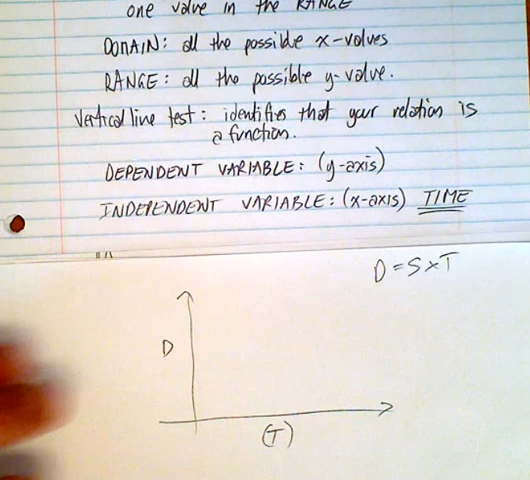 one value in the RANGE
DOMAIN: all the possible x-values
RANGE: all the possible y-value.
Vertical line test: identifies that your relation is
a function.
DEPENDENT VARIABLE: (y-axis)
INDEPENDENT VARIABLE: (x-axis) TIME
D = S x T
D
(T)